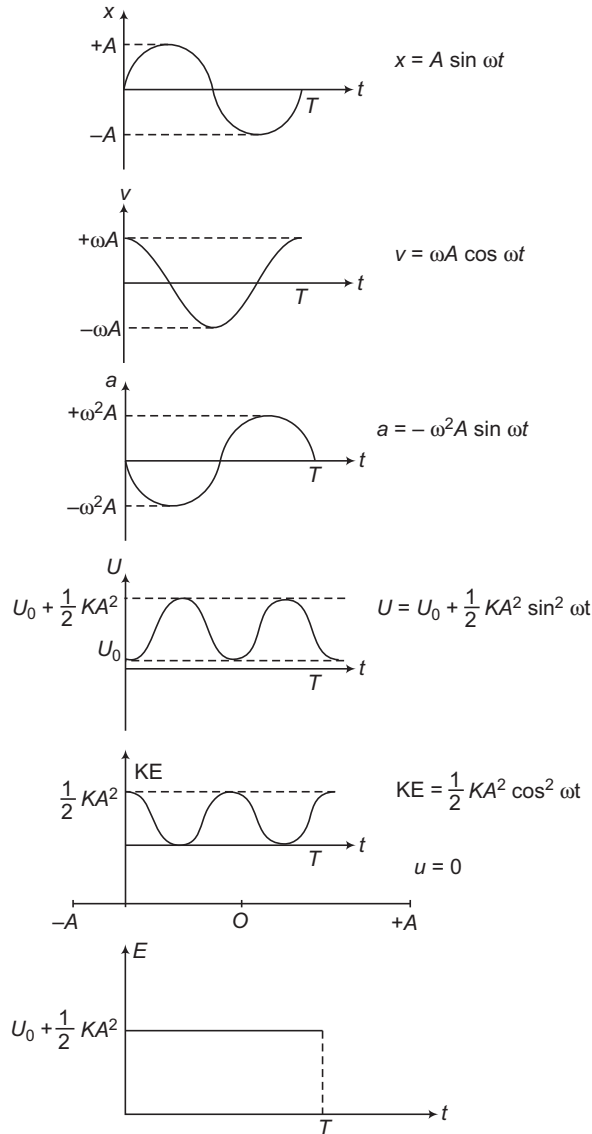 x
+A
x = A sin ωt
t
T
–A
v
+ωA
v = ωA cos ωt
t
T
–ωA
a
+ω²A
a = – ω²A sin ωt
t
T
–ω²A
U
U₀ + 1/2 KA²
U = U₀ + 1/2 KA² sin² ωt
U₀
T
t
KE
1/2 KA²
KE = 1/2 KA² cos² ωt
T
t
u = 0
–A
O
+A
E
U₀ + 1/2 KA²
T
t